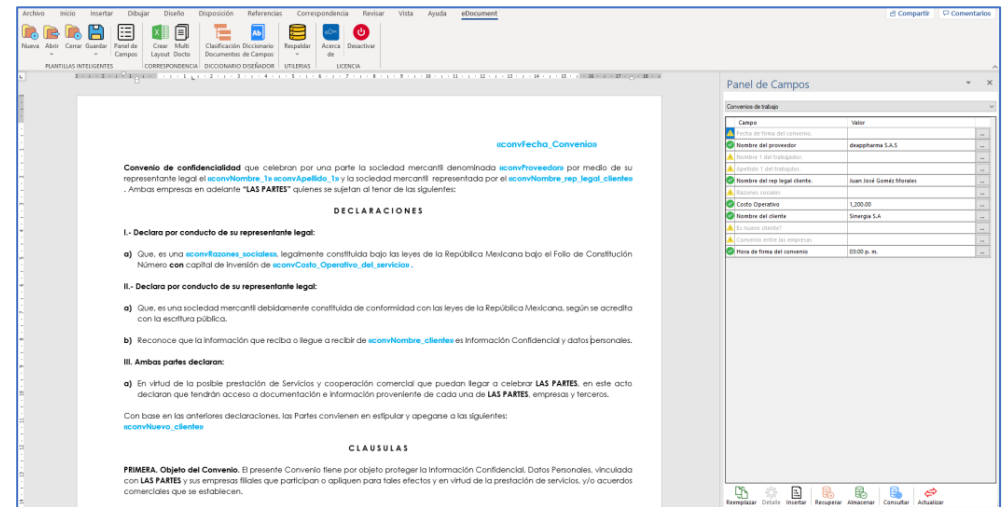 Archivo Inicio Insertar Dibujar Diseño Disposición Referencias Correspondencia Revisar Vista Ayuda eDocument Compartir Comentarios
Nueva Abrir Cerrar Guardar Panel de Campos Crear Layout Multi Docto Clasificación Documentos Diccionario de Campos Respaldar Acerca de Desactivar
PLANTILLAS INTELIGENTES CORRESPONDENCIA DICCIONARIO DISEÑADOR UTILERIAS LICENCIA
«convFecha_Convenio»
Convenio de confidencialidad que celebran por una parte la sociedad mercantil denominada «convProveedor» por medio de su
representante legal el «convNombre_1» «convApellido_1» y la sociedad mercantil representada por el «convNombre_rep_legal_cliente»
. Ambas empresas en adelante "LAS PARTES" quienes se sujetan al tenor de las siguientes:
DECLARACIONES
I.- Declara por conducto de su representante legal:
a) Que, es una «convRazones_sociales», legalmente constituida bajo las leyes de la República Mexicana bajo el Folio de Constitución
Número con capital de inversión de «convCosto_Operativo_del_servicio» .
II.- Declara por conducto de su representante legal:
a) Que, es una sociedad mercantil debidamente constituida de conformidad con las leyes de la República Mexicana, según se acredita
con la escritura pública.
b) Reconoce que la información que reciba o llegue a recibir de «convNombre_cliente» es Información Confidencial y datos personales.
III. Ambas partes declaran:
a) En virtud de la posible prestación de Servicios y cooperación comercial que puedan llegar a celebrar LAS PARTES, en este acto
declaran que tendrán acceso a documentación e información proveniente de cada una de LAS PARTES, empresas y terceros.
Con base en las anteriores declaraciones, las Partes convienen en estipular y apegarse a las siguientes:
«convNuevo_cliente»
CLAUSULAS
PRIMERA. Objeto del Convenio. El presente Convenio tiene por objeto proteger la Información Confidencial, Datos Personales, vinculada
con LAS PARTES y sus empresas filiales que participan o apliquen para tales efectos y en virtud de la prestación de servicios, y/o acuerdos
comerciales que se establecen.
Panel de Campos
Convenios de trabajo
Campo Valor
Fecha de firma del convenio.
Nombre del proveedor deappharma S.A.S
Nombre 1 del trabajador.
Apellido 1 del trabajador.
Nombre del rep legal cliente. Juan José Goméz Morales
Razones sociales
Costo Operativo 1,200.00
Nombre del cliente Sinergia S.A
Es nuevo cliente?
Convenio entre las empresas
Hora de firma del convenio 03:00 p. m.
Reemplazar Detalle Insertar Recuperar Almacenar Consultar Actualizar